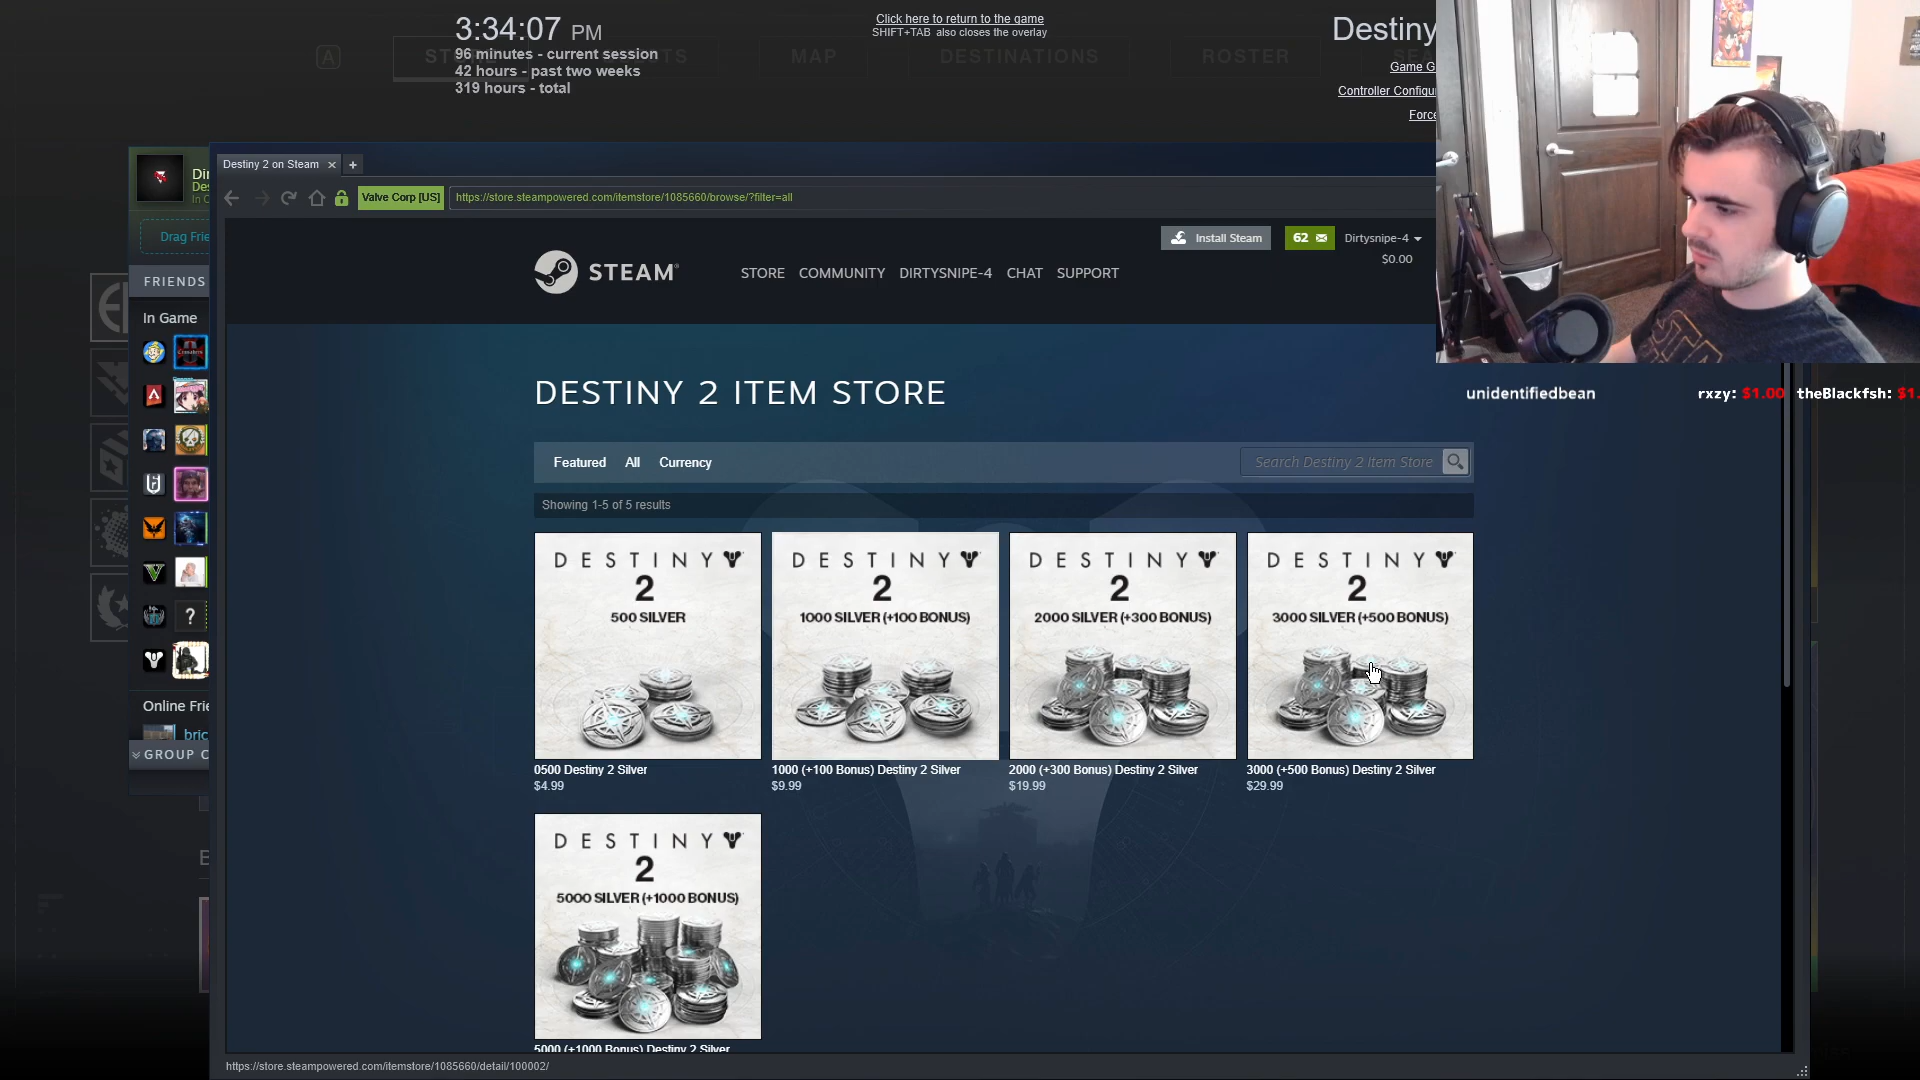 3:34:07 PM
96 minutes - current session
42 hours - past two weeks
319 hours - total
Click here to return to the game
SHIFT+TAB also closes the overlay
Destiny
Game G
Controller Configu
Force
A
MAP
DESTINATIONS
ROSTER
Destiny 2 on Steam
Valve Corp [US]
https://store.steampowered.com/itemstore/1085660/browse/?filter=all
Drag Frie
FRIENDS
In Game
Online Frie
bric
GROUP C
Install Steam
62
Dirtysnipe-4
$0.00
STEAM
STORE
COMMUNITY
DIRTYSNIPE-4
CHAT
SUPPORT
unidentifiedbean
rxzy: $1.00
theBlackfsh: $1.
DESTINY 2 ITEM STORE
Featured
All
Currency
Search Destiny 2 Item Store
Showing 1-5 of 5 results
DESTINY
2
500 SILVER
0500 Destiny 2 Silver
$4.99
DESTINY
2
1000 SILVER (+100 BONUS)
1000 (+100 Bonus) Destiny 2 Silver
$9.99
DESTINY
2
2000 SILVER (+300 BONUS)
2000 (+300 Bonus) Destiny 2 Silver
$19.99
DESTINY
2
3000 SILVER (+500 BONUS)
3000 (+500 Bonus) Destiny 2 Silver
$29.99
DESTINY
2
5000 SILVER (+1000 BONUS)
5000 (+1000 Bonus) Destiny 2 Silver
https://store.steampowered.com/itemstore/1085660/detail/100002/